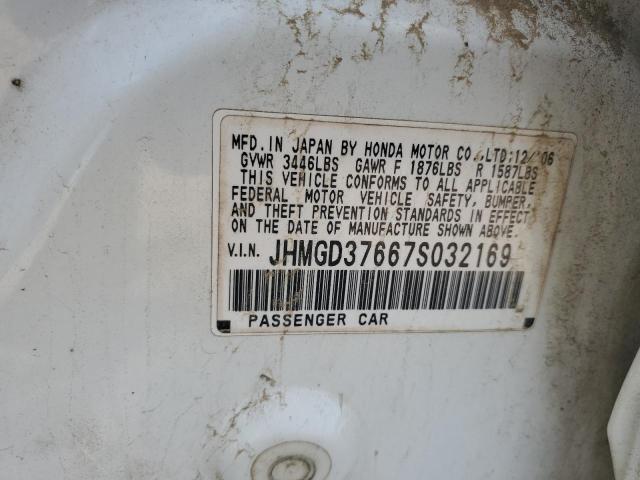 MFD. IN JAPAN BY HONDA MOTOR CO.,LTD;12/'06
GVWR 3446LBS GAWR F 1876LBS R 1587LBS
THIS VEHICLE CONFORMS TO ALL APPLICABLE
FEDERAL MOTOR VEHICLE SAFETY, BUMPER,
AND THEFT PREVENTION STANDARDS IN EFFECT
ON THE DATE OF MANUFACTURE SHOWN ABOVE.
V.I.N. JHMGD37667S032169
PASSENGER CAR